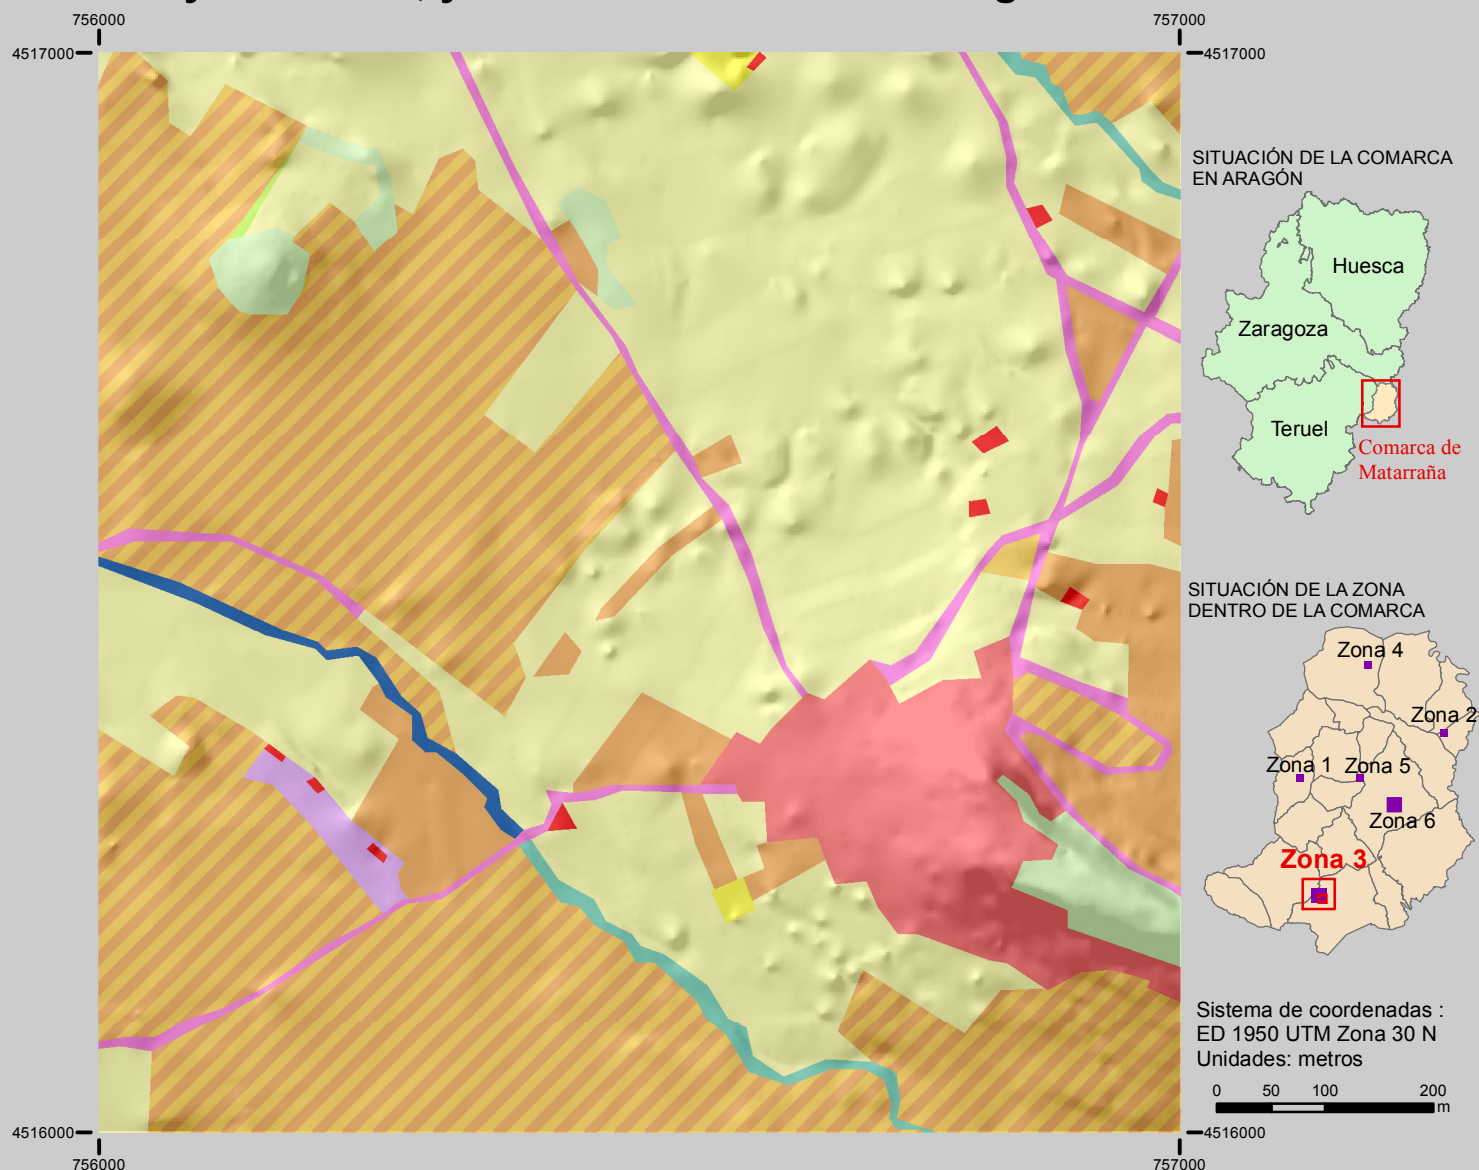 756000
757000
4517000
4517000
SITUACIÓN DE LA COMARCA
EN ARAGÓN
Huesca
Zaragoza
Teruel
Comarca de
Matarraña
SITUACIÓN DE LA ZONA
DENTRO DE LA COMARCA
Zona 4
Zona 2
Zona 1
Zona 5
Zona 6
Zona 3
Sistema de coordenadas :
ED 1950 UTM Zona 30 N
Unidades: metros
0 50 100 200
m
4516000
4516000
756000
757000